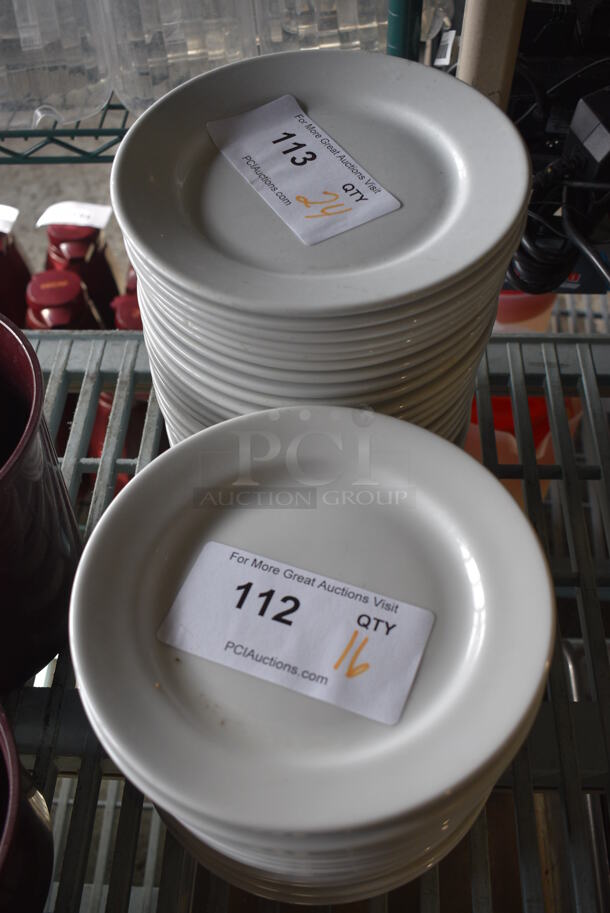 For More Great Auctions Visit
113
QTY
24
PCIAuctions.com
PCI
AUCTION GROUP
For More Great Auctions Visit
112
QTY
16
PCIAuctions.com